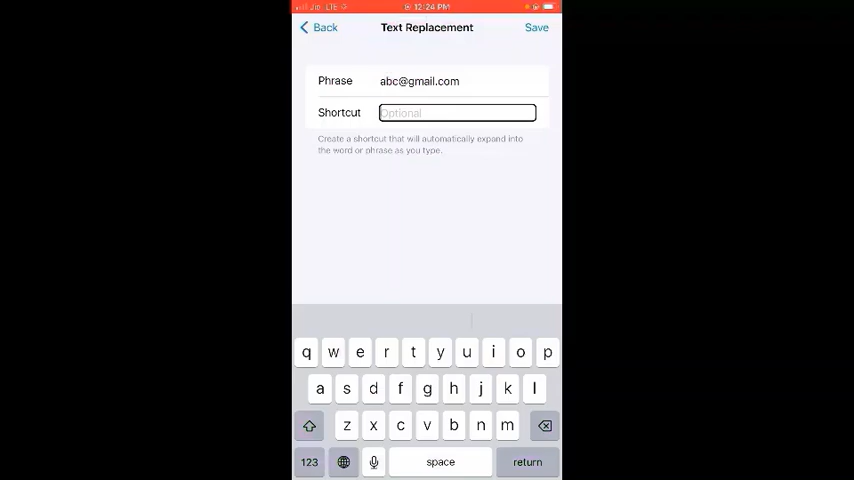 LTE 12:24 PM
Back Text Replacement Save
Phrase abc@gmail.com
Shortcut Optional
Create a shortcut that will automatically expand into
the word or phrase as you type.
q w e r t y u i o p
a s d f g h j k l
z x c v b n m
123 space return